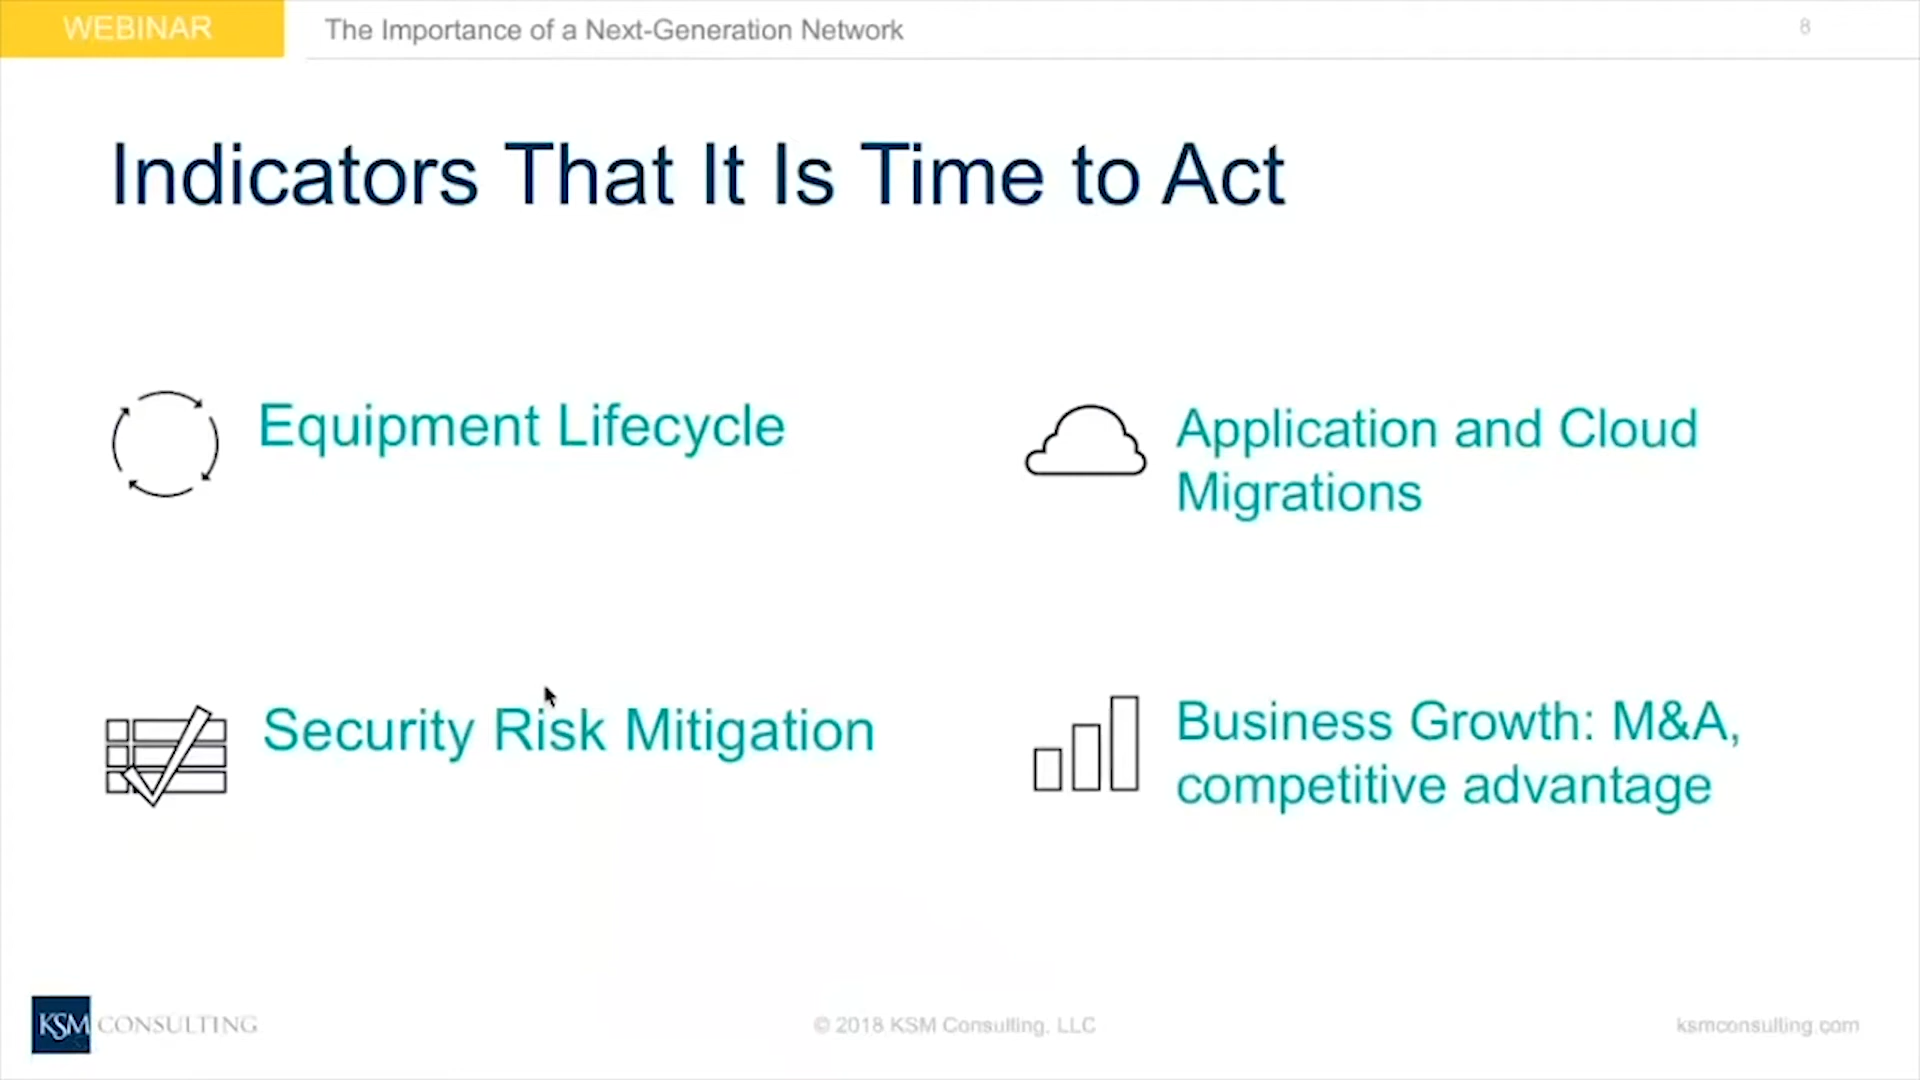 WEBINAR
The Importance of a Next-Generation Network
8
Indicators That It Is Time to Act
Equipment Lifecycle
Application and Cloud
Migrations
Security Risk Mitigation
Business Growth: M&A,
competitive advantage
KSM CONSULTING
© 2018 KSM Consulting, LLC
ksmconsulting.com